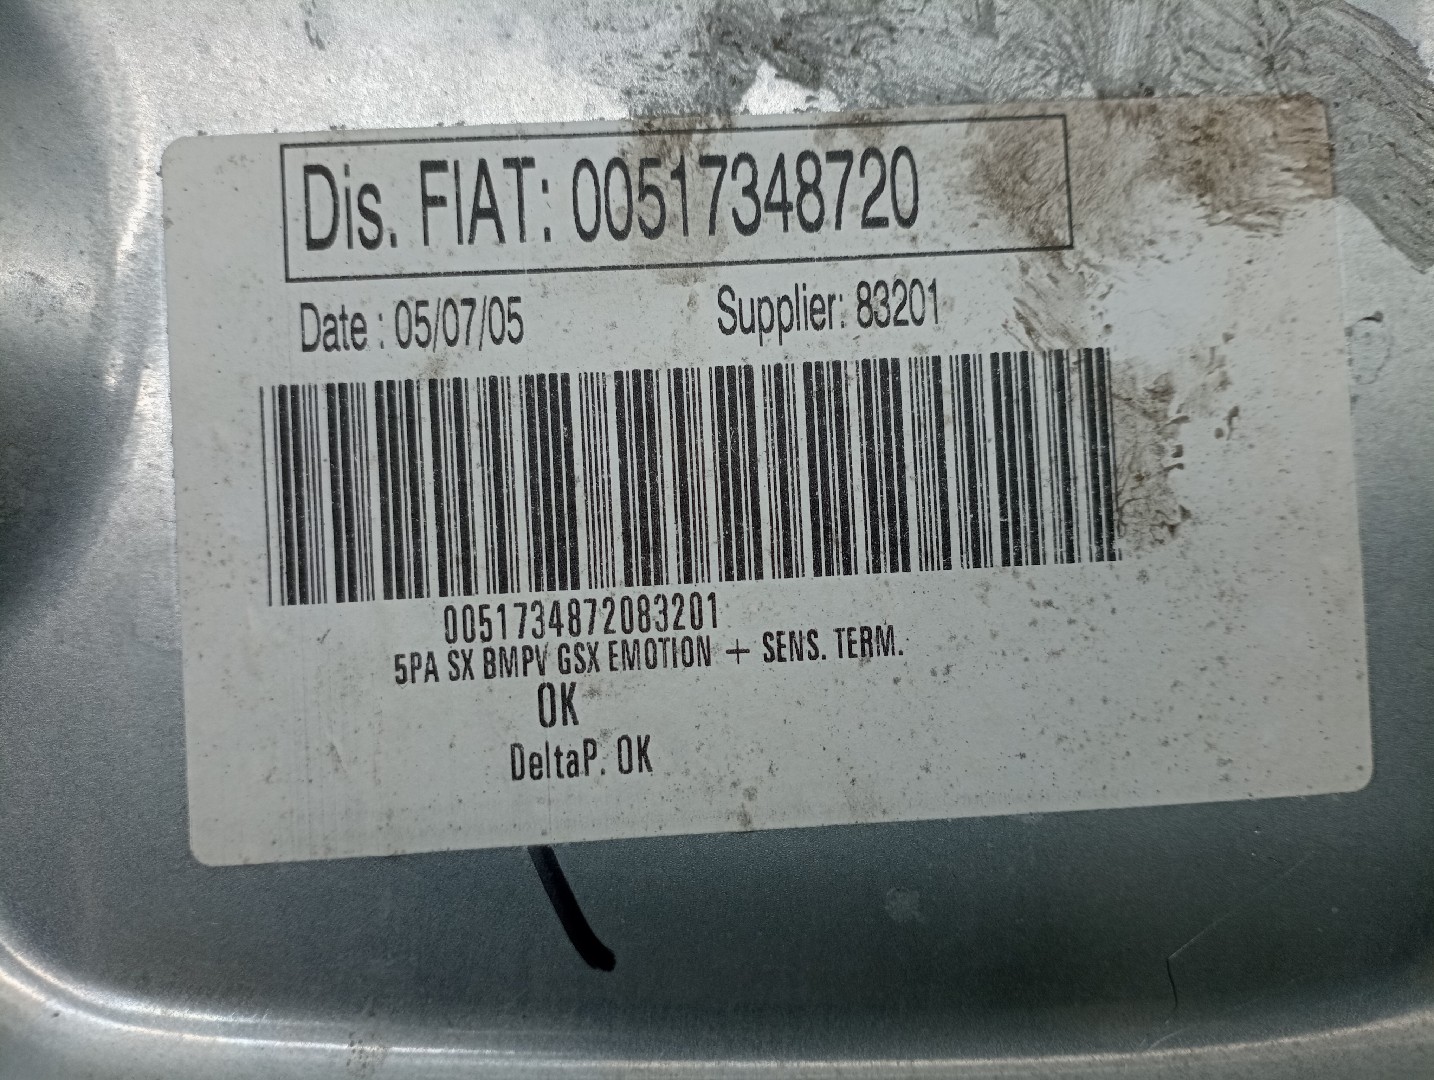 Dis. FIAT: 00517348720
Date : 05/07/05 Supplier: 83201
0051734872083201
5PA SX BMPV GSX EMOTION + SENS. TERM.
OK
DeltaP. OK